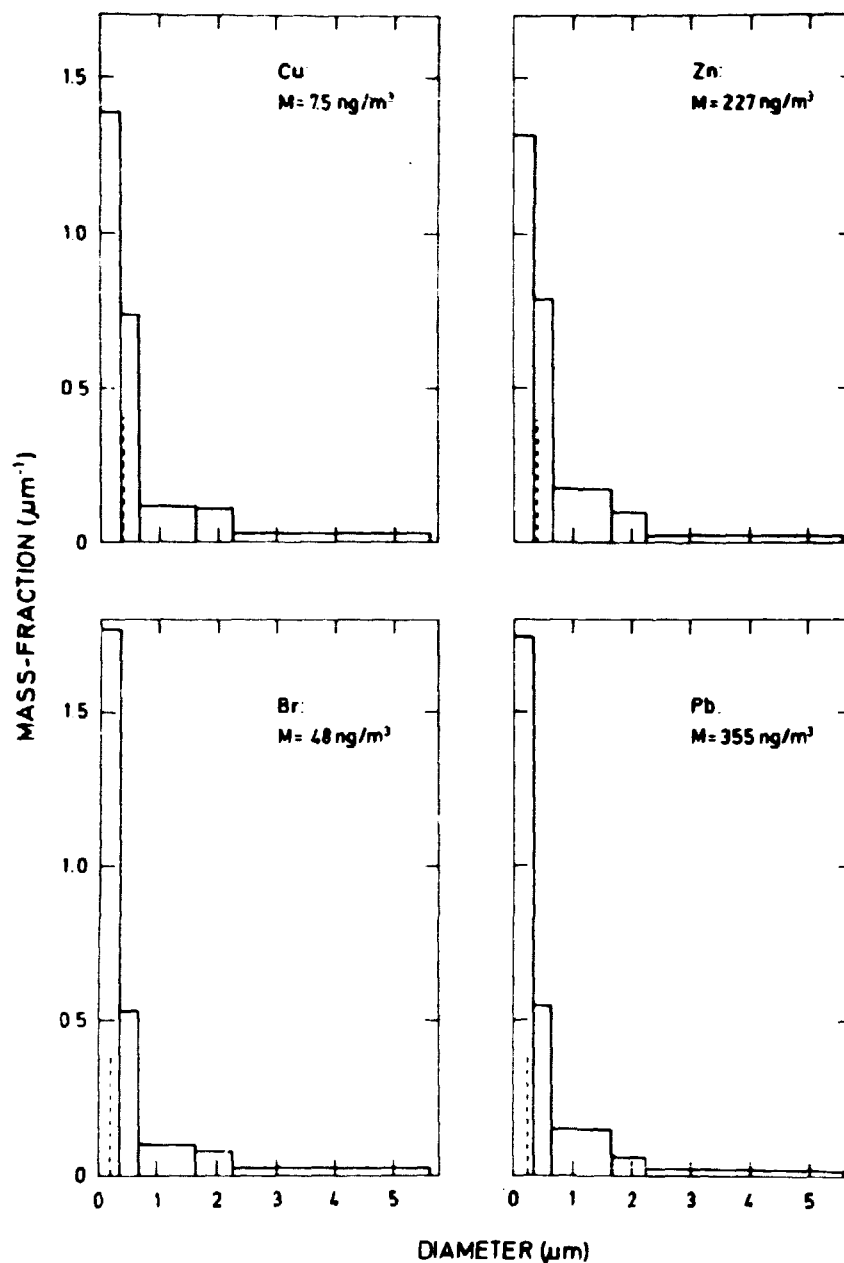 Cu:
M = 75 ng/m³
Zn:
M = 227 ng/m³
1.5
1.0
0.5
0
Br:
M = 48 ng/m³
Pb:
M = 355 ng/m³
1.5
1.0
0.5
0
0 1 2 3 4 5
0 1 2 3 4 5
MASS-FRACTION (µm⁻¹)
DIAMETER (µm)